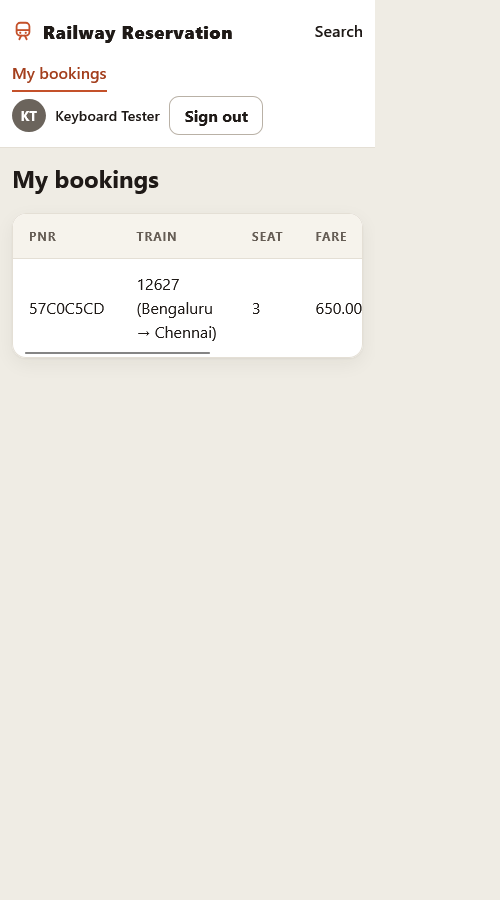 Railway Reservation
Search
My bookings
KT
Keyboard Tester
Sign out
My bookings
PNR TRAIN SEAT FARE
57C0C5CD 12627 (Bengaluru → Chennai) 3 650.00